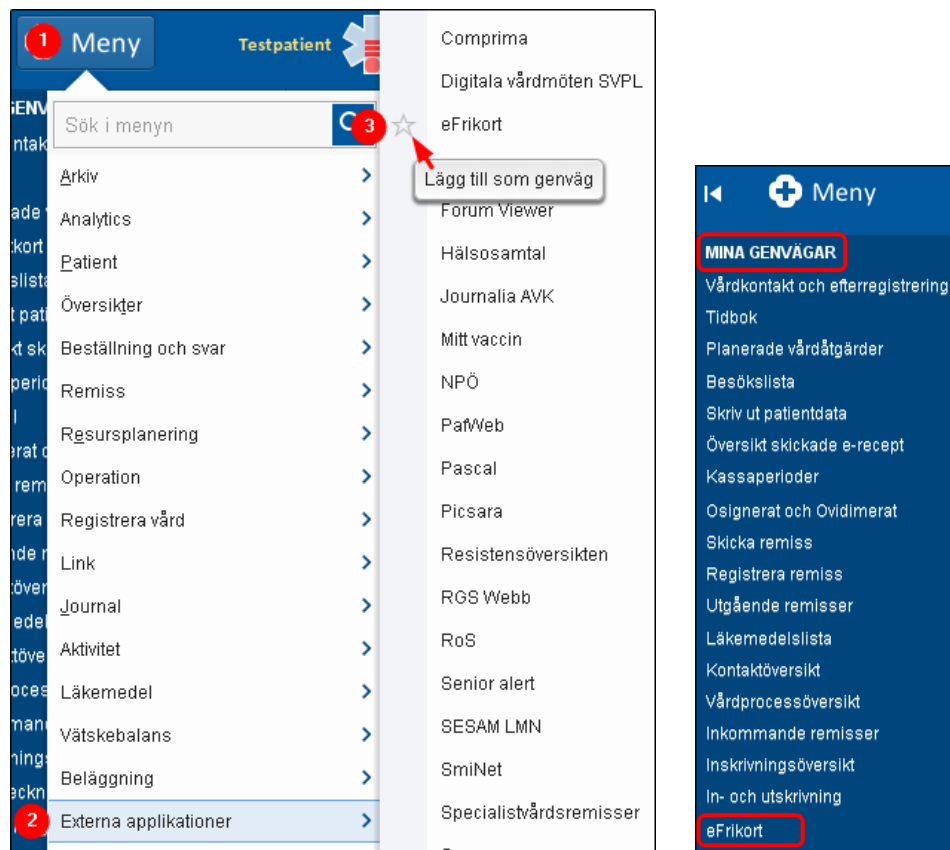 1 Meny
Testpatient
Sök i menyn
3
Arkiv
Analytics
Patient
Översikter
Beställning och svar
Remiss
Resursplanering
Operation
Registrera vård
Link
Journal
Aktivitet
Läkemedel
Vätskebalans
Beläggning
2 Externa applikationer
Comprima
Digitala vårdmöten SVPL
eFrikort
Lägg till som genväg
Forum Viewer
Hälsosamtal
Journalia AVK
Mitt vaccin
NPÖ
PafWeb
Pascal
Picsara
Resistensöversikten
RGS Webb
RoS
Senior alert
SESAM LMN
SmiNet
Specialistvårdsremisser
Meny
MINA GENVÄGAR
Vårdkontakt och efterregistrering
Tidbok
Planerade vårdåtgärder
Besökslista
Skriv ut patientdata
Översikt skickade e-recept
Kassaperioder
Osignerat och Ovidimerat
Skicka remiss
Registrera remiss
Utgående remisser
Läkemedelslista
Kontaktöversikt
Vårdprocessöversikt
Inkommande remisser
Inskrivningsöversikt
In- och utskrivning
eFrikort